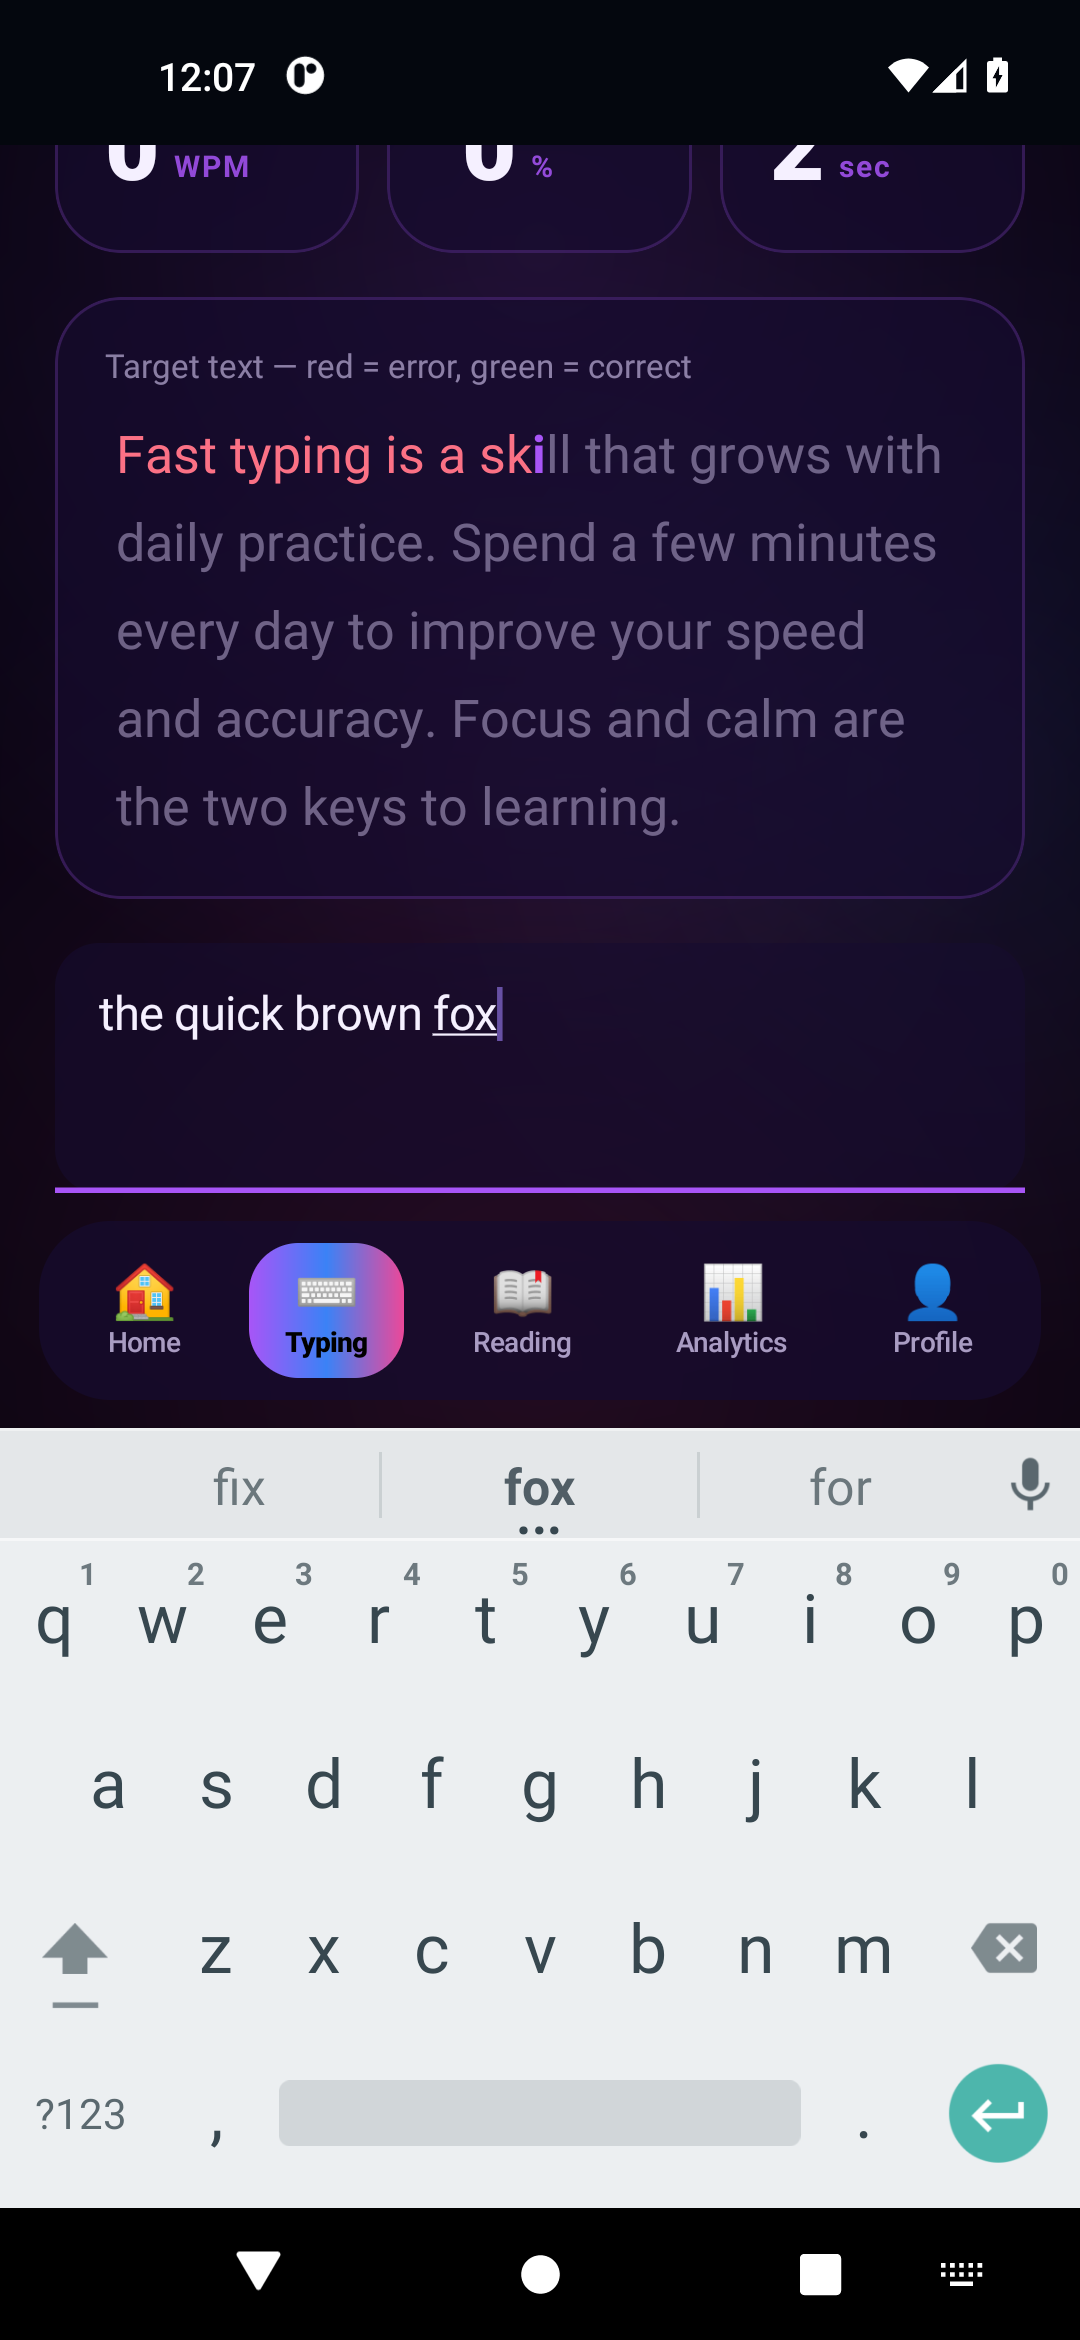 12:07
0 WPM 0 % 2 sec
Target text — red = error, green = correct
Fast typing is a skill that grows with
daily practice. Spend a few minutes
every day to improve your speed
and accuracy. Focus and calm are
the two keys to learning.
the quick brown fox
Home Typing Reading Analytics Profile
fix fox for
1 2 3 4 5 6 7 8 9 0
q w e r t y u i o p
a s d f g h j k l
z x c v b n m
?123 , .